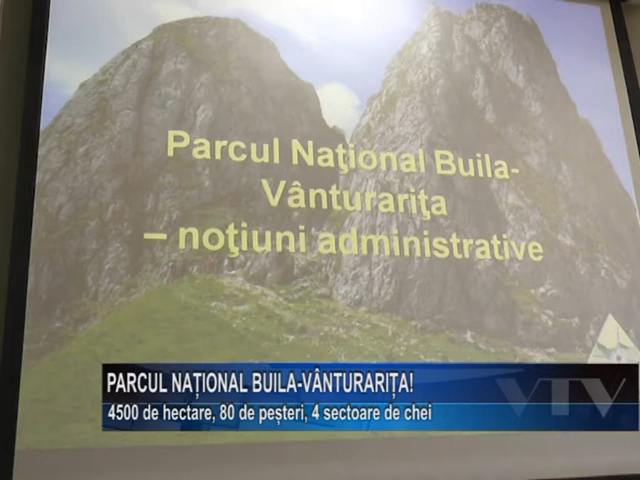 Parcul Naţional Buila-
Vânturariţa
– noţiuni administrative
PARCUL NAȚIONAL BUILA-VÂNTURARIȚA!
4500 de hectare, 80 de peșteri, 4 sectoare de chei
VTV